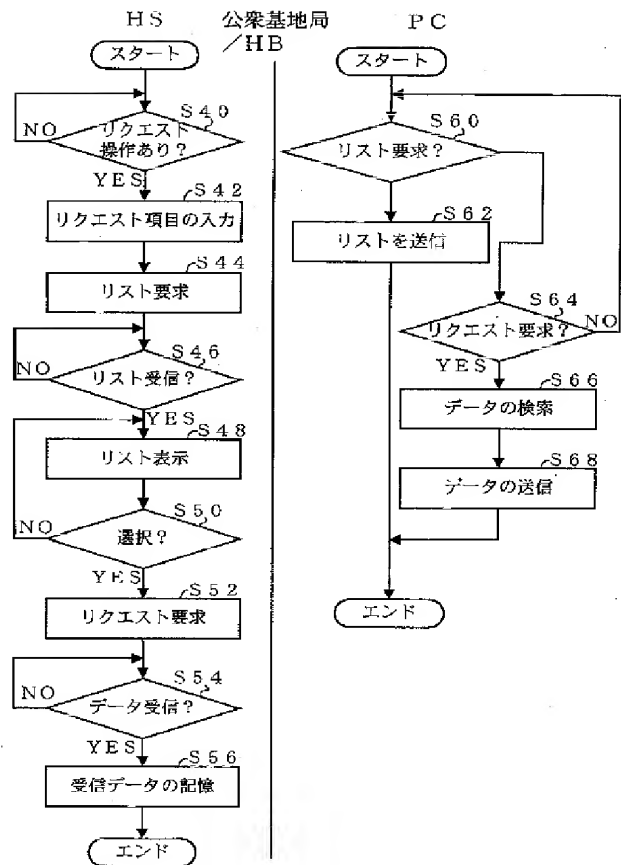 HS
公衆基地局
/HB
PC
スタート
S40
リクエスト
操作あり?
NO
YES
S42
リクエスト項目の入力
S44
リスト要求
S46
リスト受信?
NO
YES
S48
リスト表示
S50
選択?
NO
YES
S52
リクエスト要求
S54
データ受信?
NO
YES
S56
受信データの記憶
エンド
スタート
S60
リスト要求?
S62
リストを送信
S64
リクエスト要求?
NO
YES
S66
データの検索
S68
データの送信
エンド